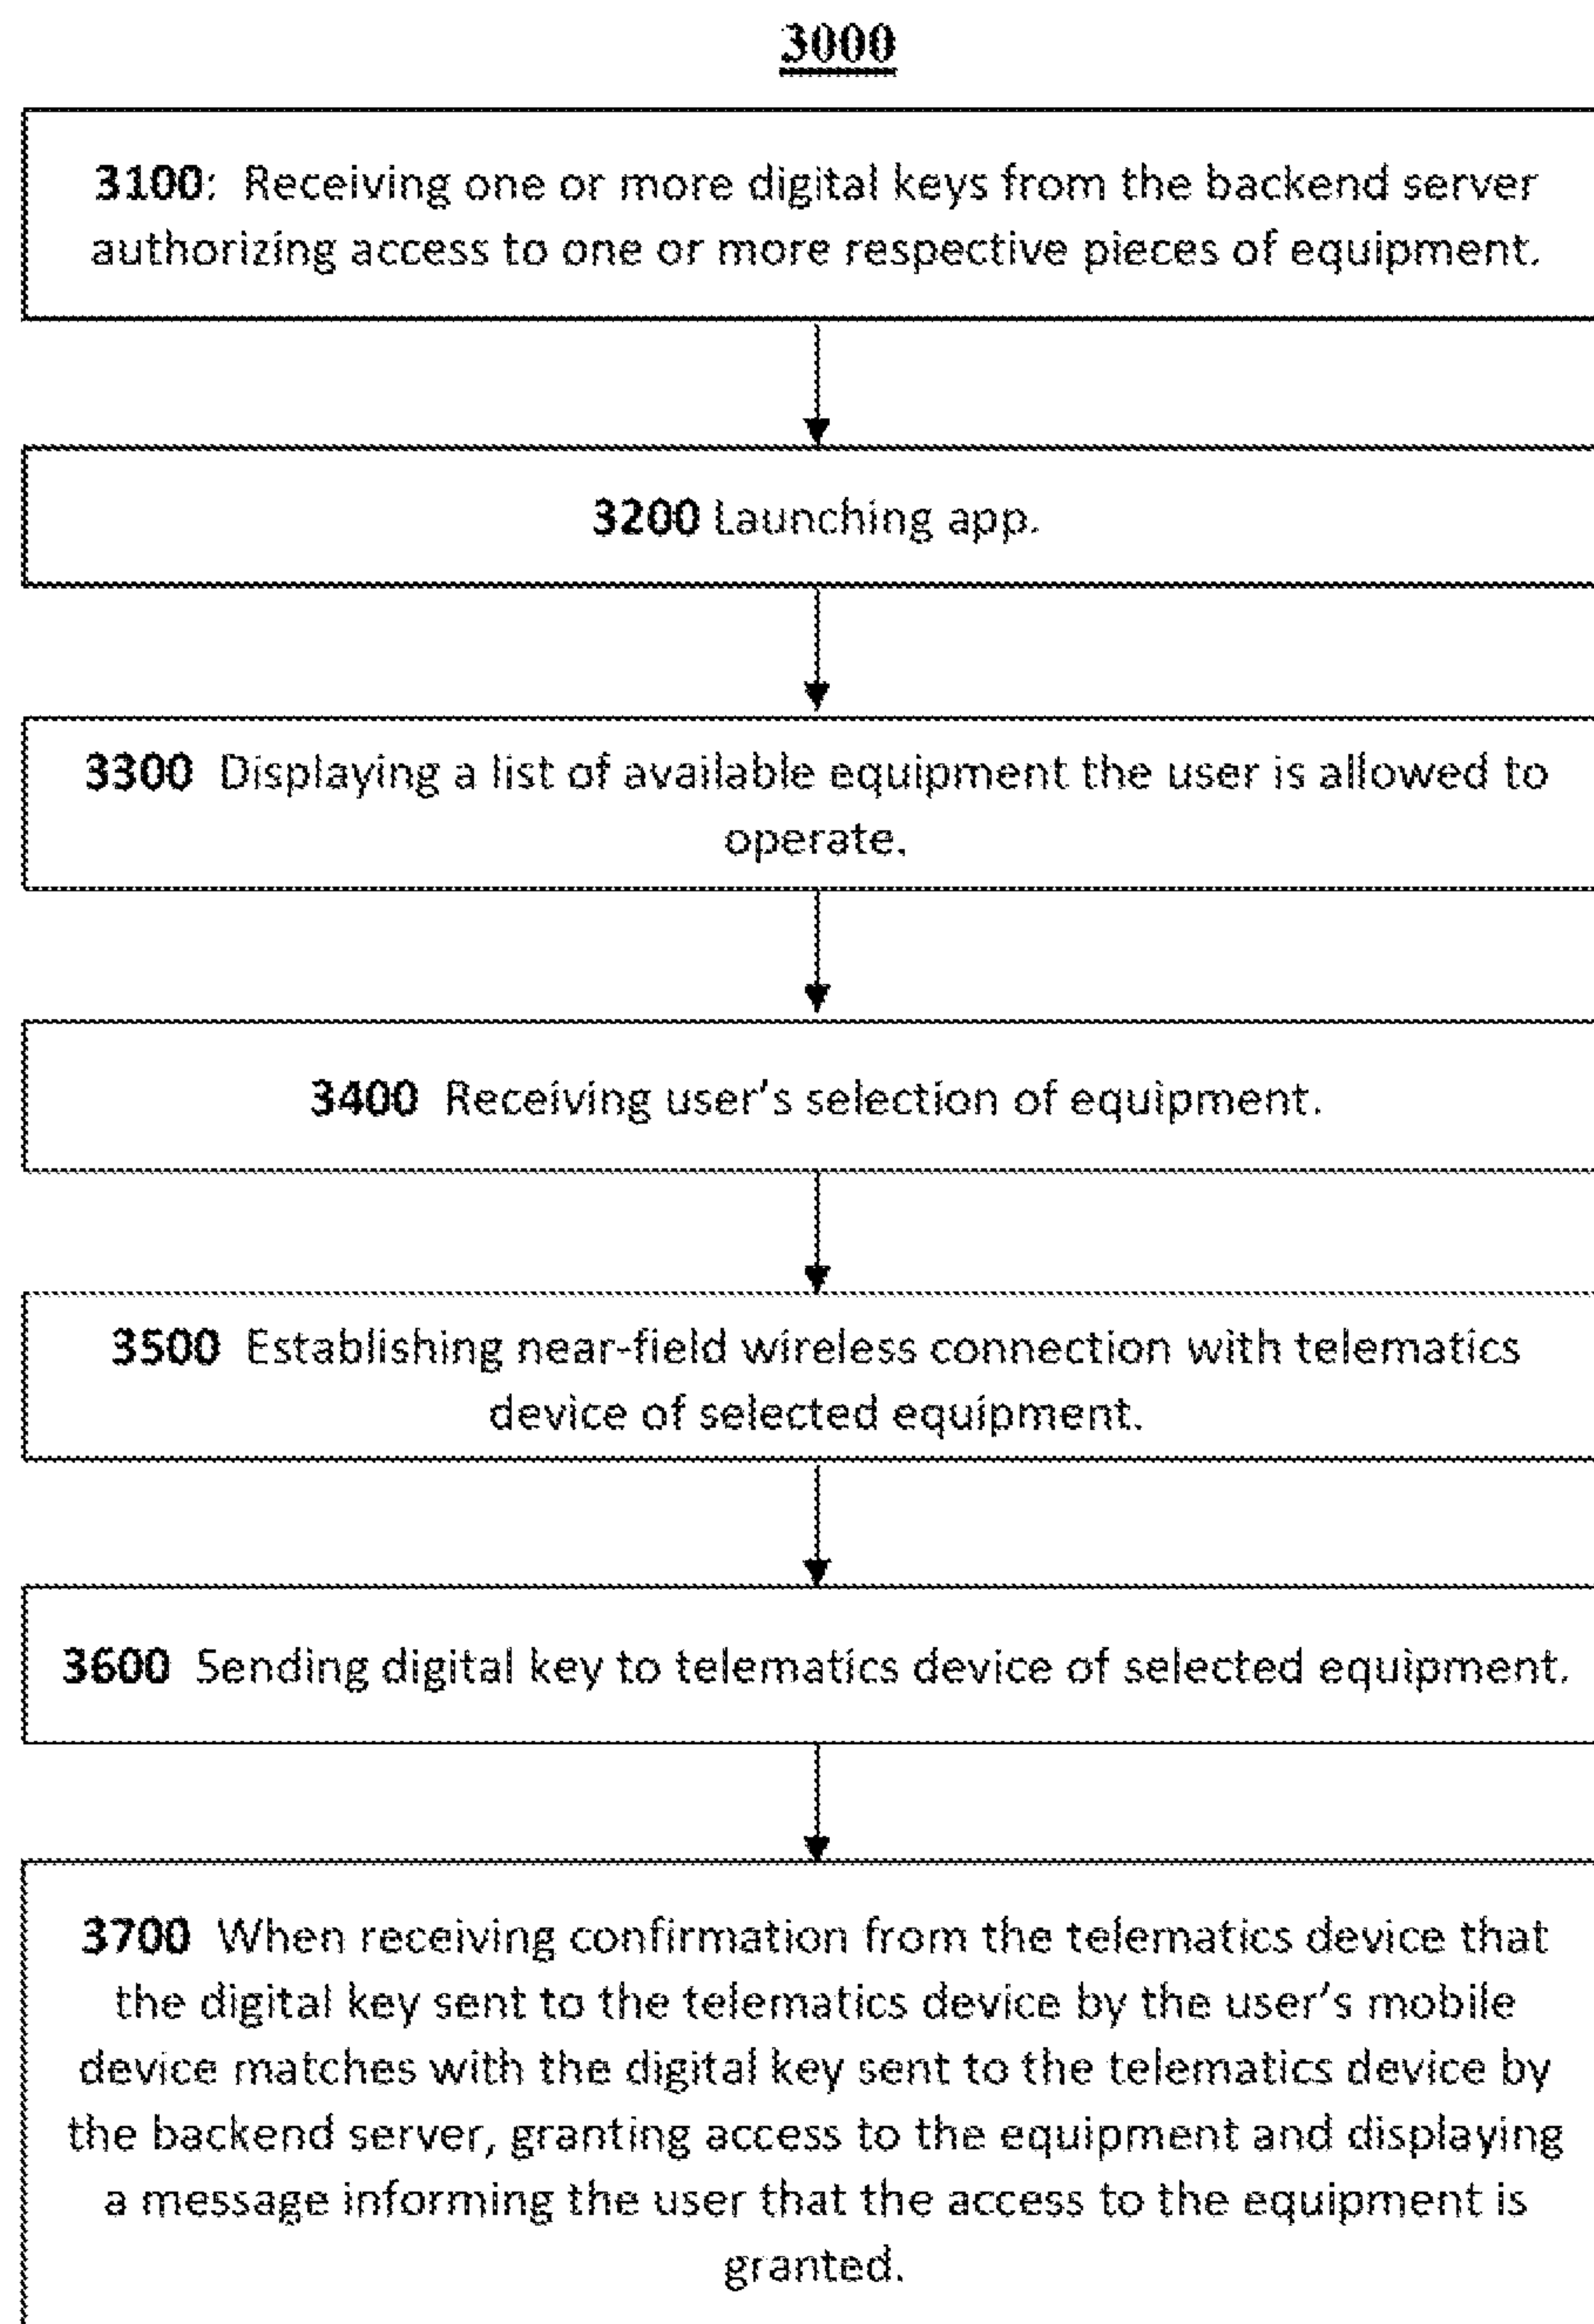 3000
3100: Receiving one or more digital keys from the backend server
authorizing access to one or more respective pieces of equipment.
3200 Launching app.
3300 Displaying a list of available equipment the user is allowed to
operate.
3400 Receiving user's selection of equipment.
3500 Establishing near-field wireless connection with telematics
device of selected equipment.
3600 Sending digital key to telematics device of selected equipment.
3700 When receiving confirmation from the telematics device that
the digital key sent to the telematics device by the user's mobile
device matches with the digital key sent to the telematics device by
the backend server, granting access to the equipment and displaying
a message informing the user that the access to the equipment is
granted.